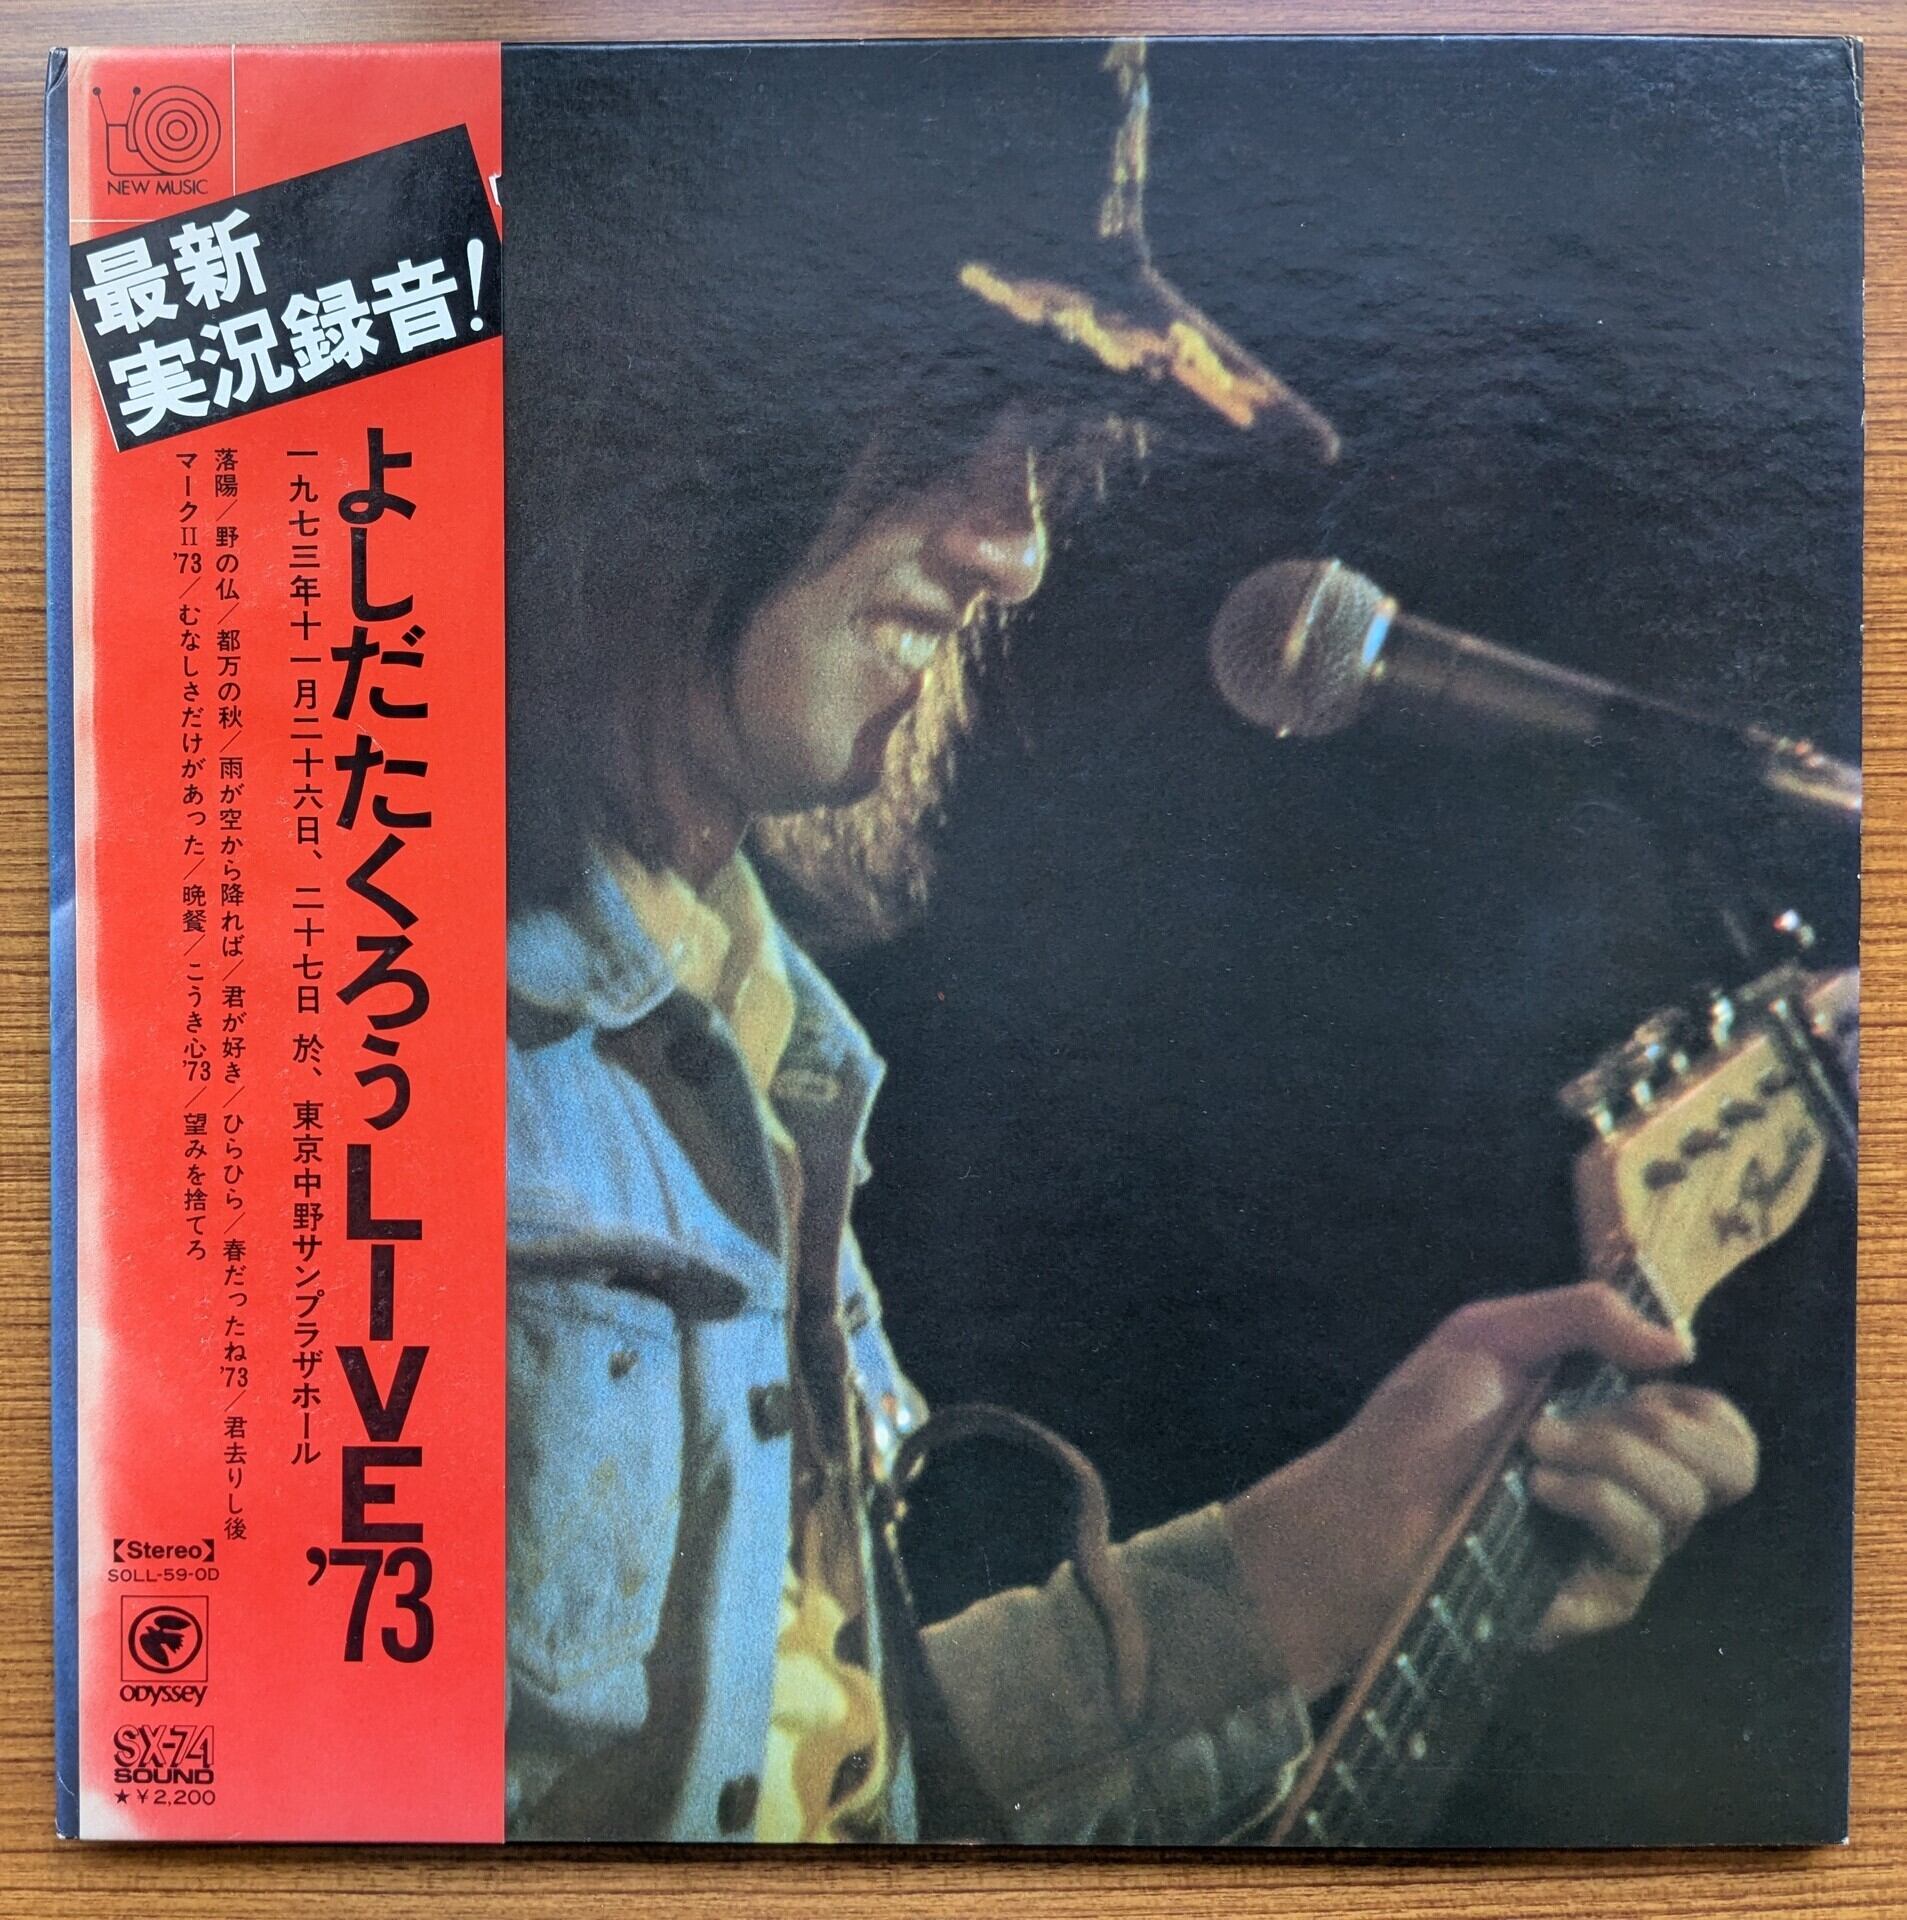 NEW MUSIC
最新
実況録音!
よしだたくろうLIVE'73
一九七三年十一月二十六日、二十七日 於、東京中野サンプラザホール
落陽/野の仏/都万の秋/雨が空から降れば/君が好き/ひらひら/春だったね'73/君去りし後
マークII'73/むなしさだけがあった/晩餐/こうき心'73/望みを捨てろ
【Stereo】
SOLL-59-OD
ODYSSEY
SX-74
SOUND
★¥2,200